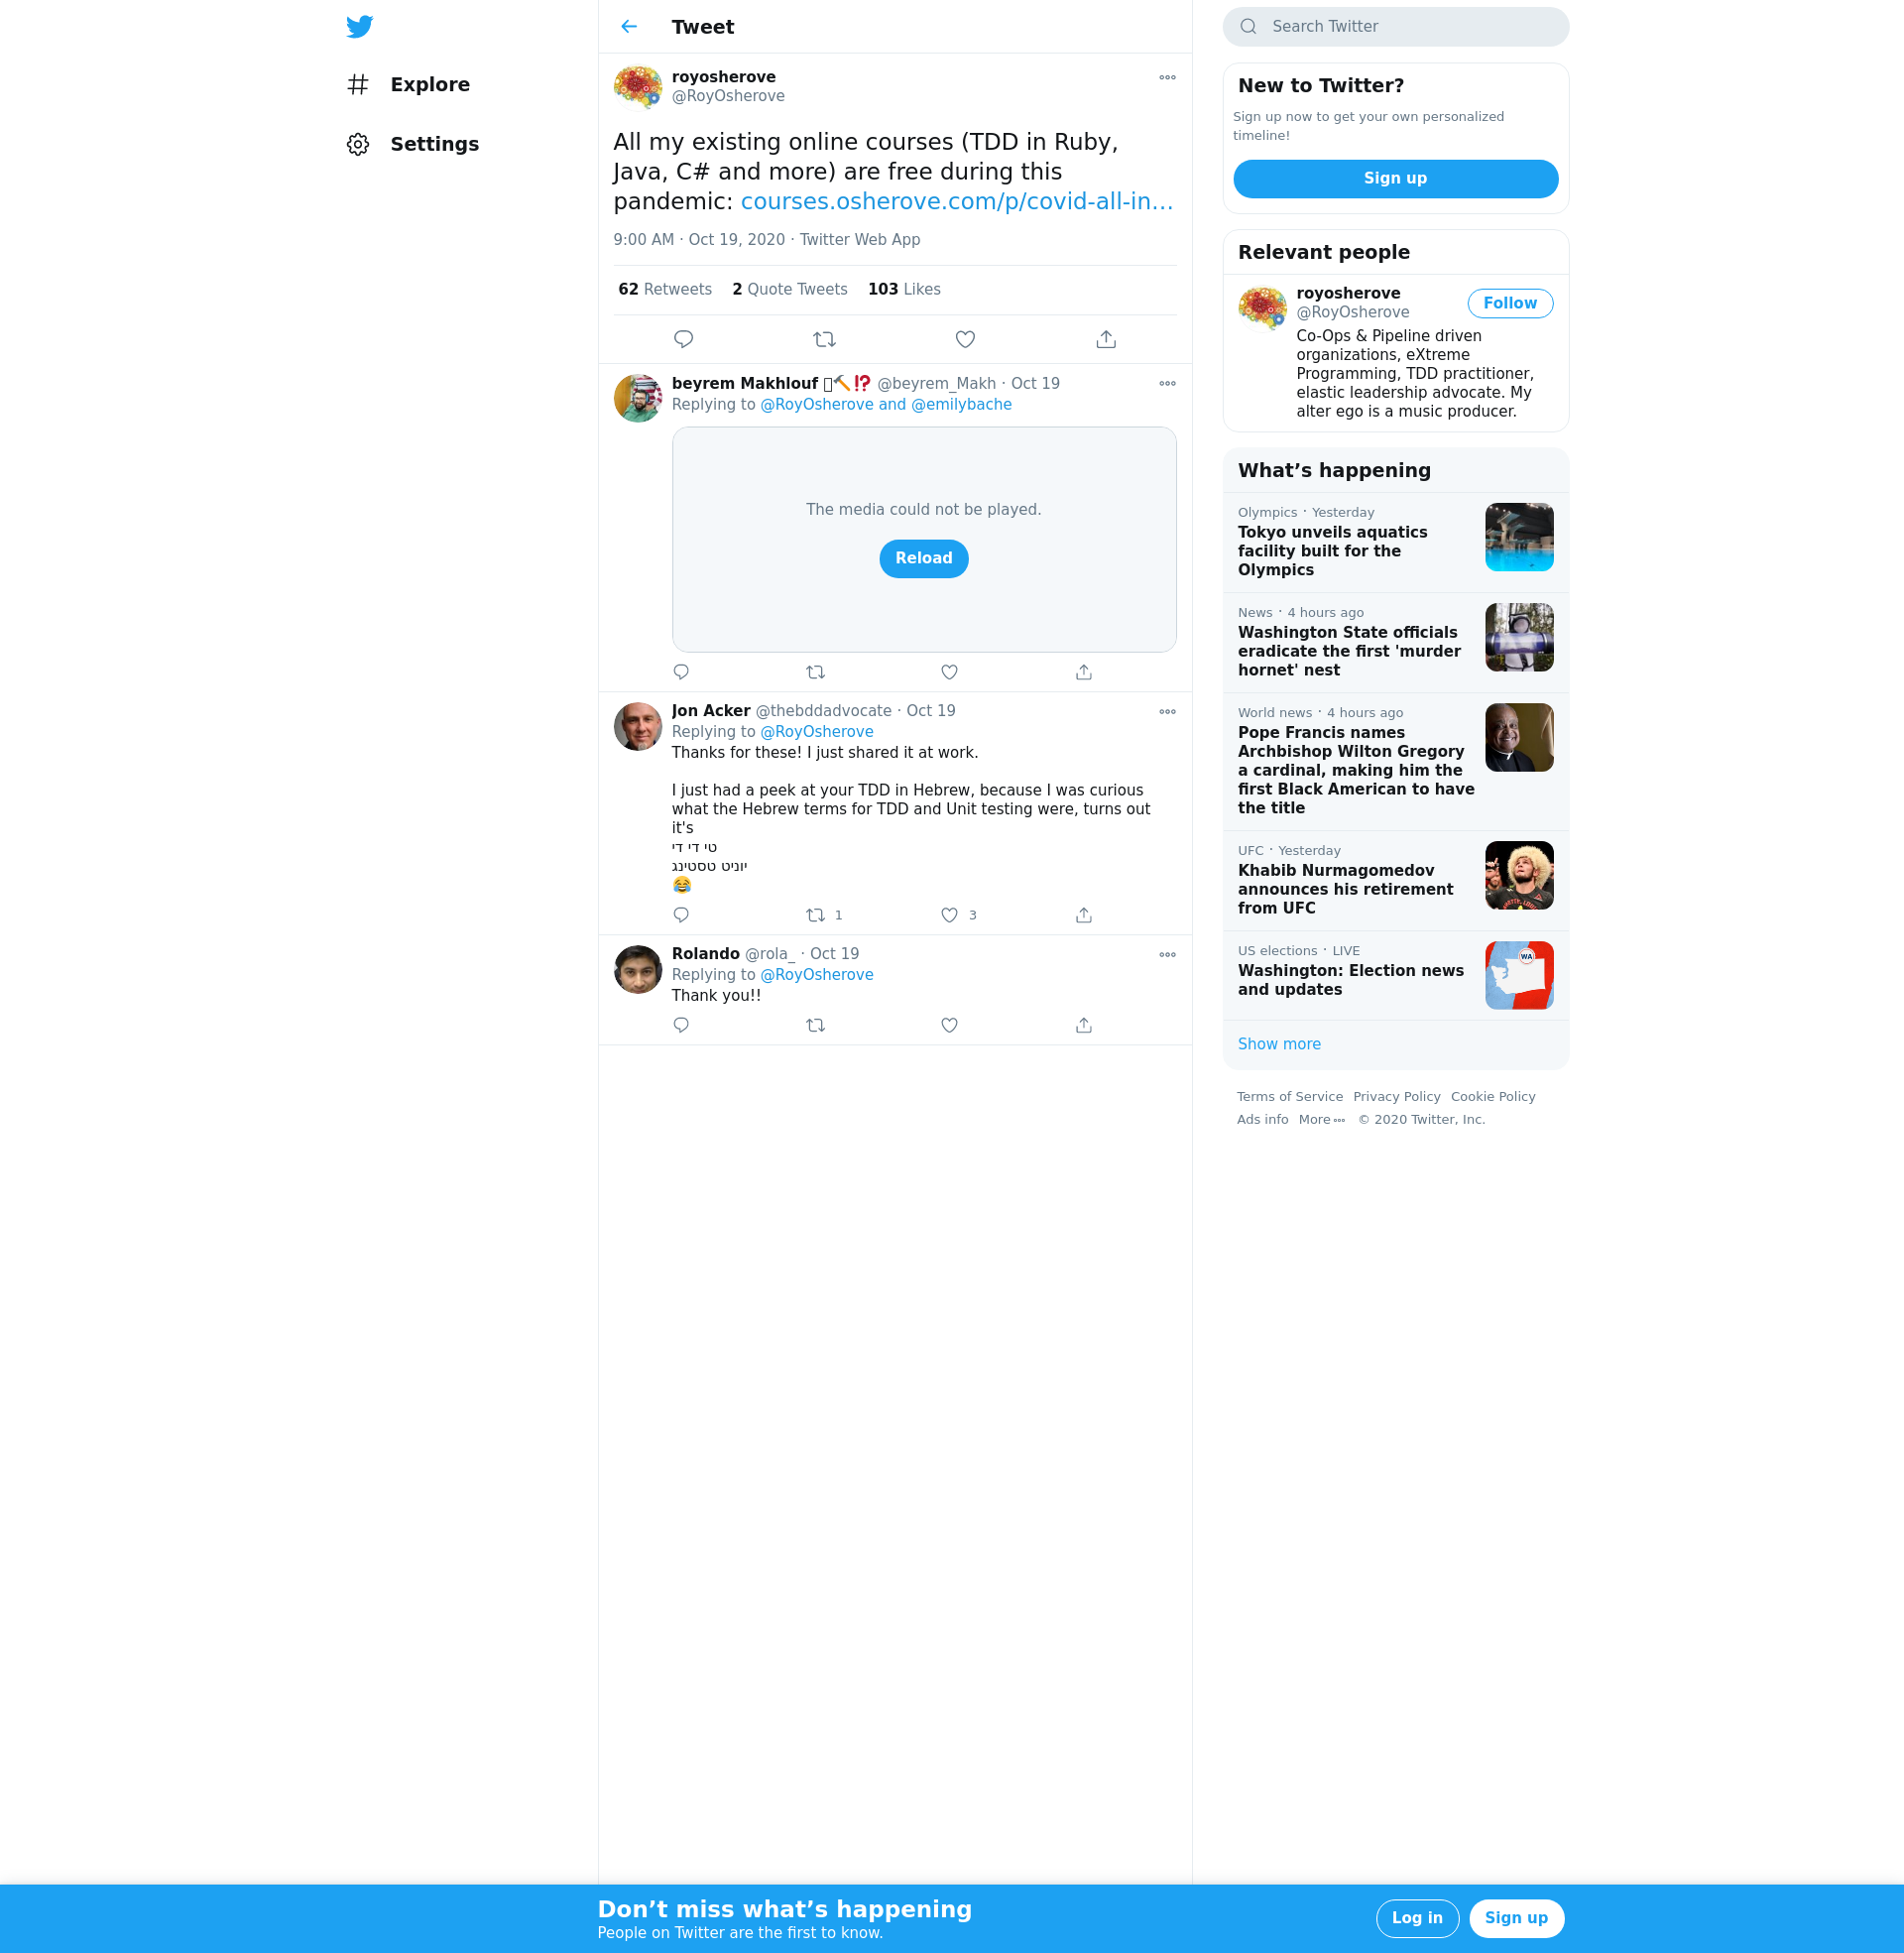 Explore
Settings
Tweet
royosherove
@RoyOsherove
All my existing online courses (TDD in Ruby,
Java, C# and more) are free during this
pandemic: courses.osherove.com/p/covid-all-in…
9:00 AM · Oct 19, 2020 · Twitter Web App
62 Retweets 2 Quote Tweets 103 Likes
beyrem Makhlouf 🔨⁉️ @beyrem_Makh · Oct 19
Replying to @RoyOsherove and @emilybache
The media could not be played.
Reload
Jon Acker @thebddadvocate · Oct 19
Replying to @RoyOsherove
Thanks for these! I just shared it at work.
I just had a peek at your TDD in Hebrew, because I was curious
what the Hebrew terms for TDD and Unit testing were, turns out
it's
טי די די
יוניט טסטינג
😂
1 3
Rolando @rola_ · Oct 19
Replying to @RoyOsherove
Thank you!!
Search Twitter
New to Twitter?
Sign up now to get your own personalized
timeline!
Sign up
Relevant people
royosherove
@RoyOsherove
Follow
Co-Ops & Pipeline driven
organizations, eXtreme
Programming, TDD practitioner,
elastic leadership advocate. My
alter ego is a music producer.
What’s happening
Olympics · Yesterday
Tokyo unveils aquatics
facility built for the
Olympics
News · 4 hours ago
Washington State officials
eradicate the first 'murder
hornet' nest
World news · 4 hours ago
Pope Francis names
Archbishop Wilton Gregory
a cardinal, making him the
first Black American to have
the title
UFC · Yesterday
Khabib Nurmagomedov
announces his retirement
from UFC
US elections · LIVE
Washington: Election news
and updates
WA
Show more
Terms of Service Privacy Policy Cookie Policy
Ads info More © 2020 Twitter, Inc.
Don’t miss what’s happening
People on Twitter are the first to know.
Log in
Sign up